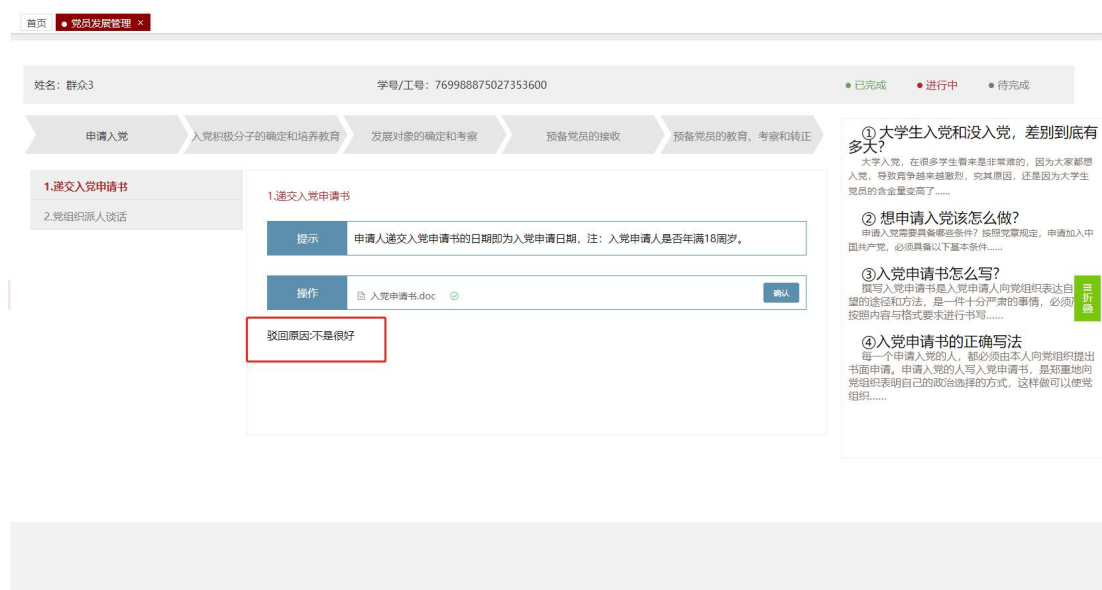 首页 ● 党员发展管理 ×
姓名：群众3 学号/工号：769988875027353600 ●已完成 ●进行中 ●待完成
申请入党 入党积极分子的确定和培养教育 发展对象的确定和考察 预备党员的接收 预备党员的教育、考察和转正
1.递交入党申请书
2.党组织派人谈话
1.递交入党申请书
提示 申请人递交入党申请书的日期即为入党申请日期，注：入党申请人是否年满18周岁。
操作 入党申请书.doc 确认
驳回原因:不是很好
①大学生入党和没入党，差别到底有
多大？
大学入党，在很多学生看来是非常难的，因为大家都想
入党，导致竞争越来越激烈，究其原因，还是因为大学生
党员的含金量变高了......
②想申请入党该怎么做？
申请入党需要具备哪些条件？按照党章规定，申请加入中
国共产党，必须具备以下基本条件......
③入党申请书怎么写？
撰写入党申请书是入党申请人向党组织表达自
望的途径和方法，是一件十分严肃的事情，必须
按照内容与格式要求进行书写......
④入党申请书的正确写法
每一个申请入党的人，都必须由本人向党组织提出
书面申请。申请入党的人写入党申请书，是郑重地向
党组织表明自己的政治选择的方式，这样做可以使党
组织......
折叠